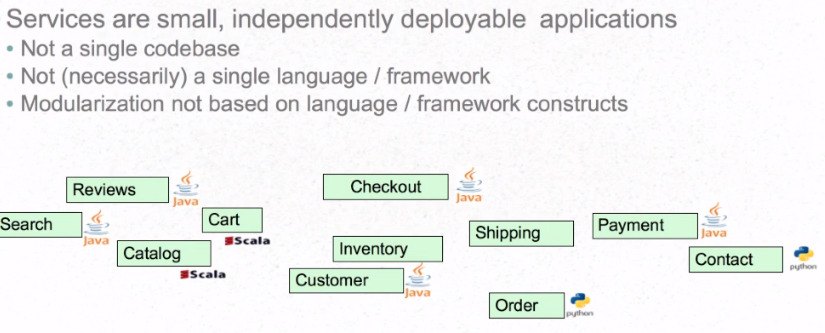 Services are small, independently deployable applications
• Not a single codebase
• Not (necessarily) a single language / framework
• Modularization not based on language / framework constructs
Reviews
Java
Checkout
Java
Search
Java
Cart
Scala
Catalog
Scala
Inventory
Customer
Java
Shipping
Payment
Java
Contact
python
Order
python